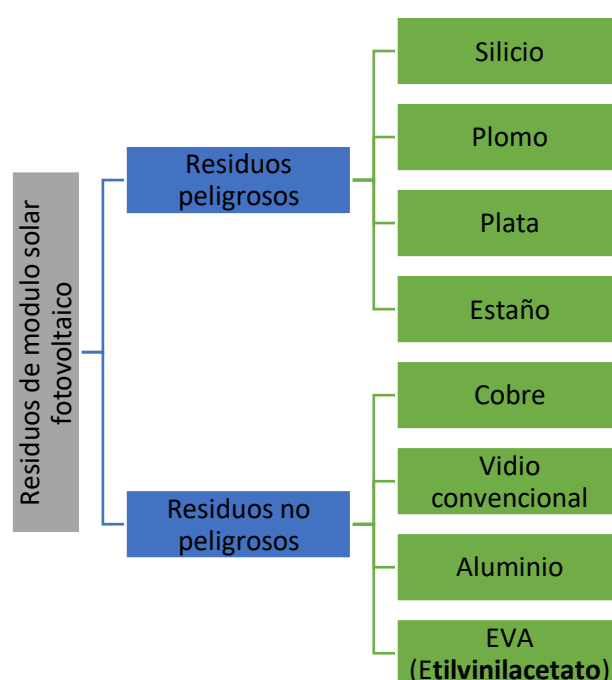 Residuos de modulo solar
fotovoltaico
Residuos
peligrosos
Silicio
Plomo
Plata
Estaño
Residuos no
peligrosos
Cobre
Vidio
convencional
Aluminio
EVA
(Etilvinilacetato)